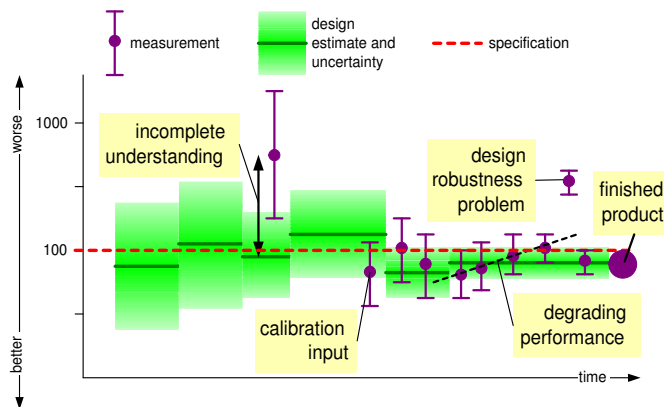 measurement
design
estimate and
uncertainty
specification
worse
1000
incomplete
understanding
design
robustness
problem
finished
product
100
calibration
input
degrading
performance
better
time